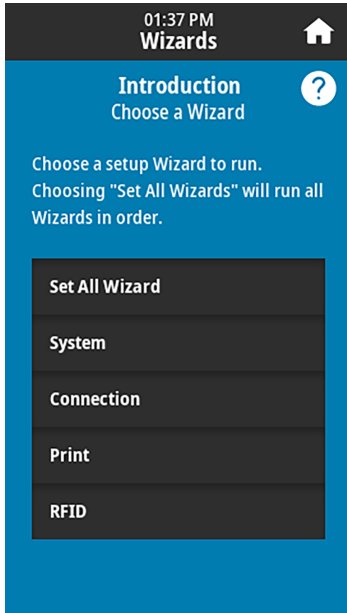 01:37 PM
Wizards
Introduction
?
Choose a Wizard
Choose a setup Wizard to run.
Choosing "Set All Wizards" will run all
Wizards in order.
Set All Wizard
System
Connection
Print
RFID